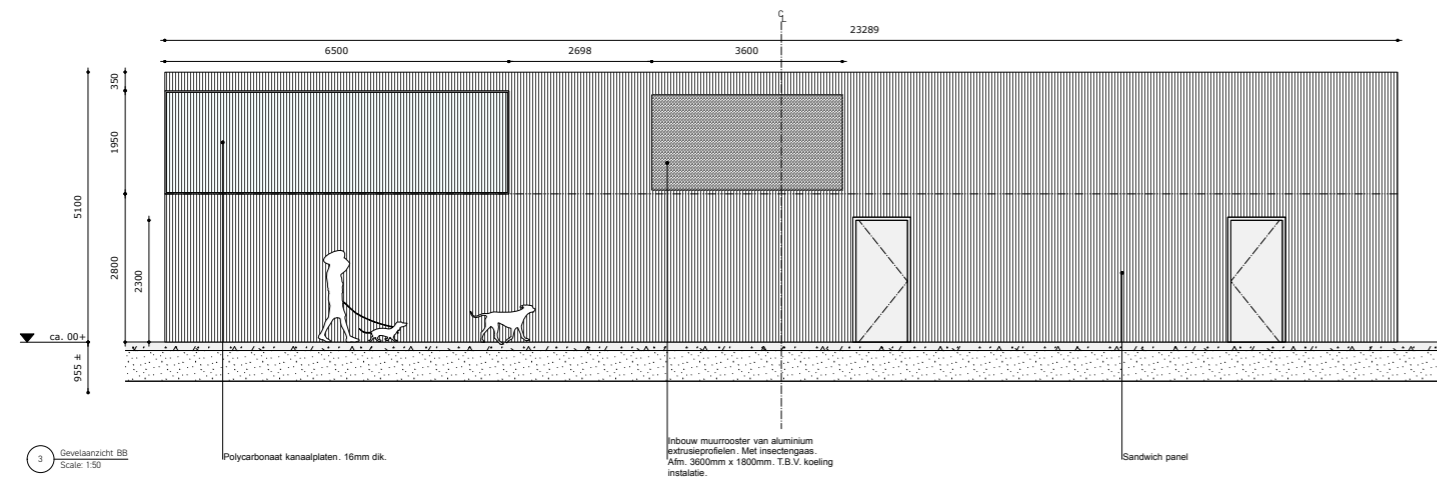 C
L
23289
6500
2698
3600
350
1950
5100
2800
2300
ca. 00+
955 ±
3
Gevelaanzicht BB
Scale: 1:50
Polycarbonaat kanaalplaten. 16mm dik.
Inbouw muurrooster van aluminium
extrusieprofielen. Met insectengaas.
Afm. 3600mm x 1800mm. T.B.V. koeling
instalatie.
Sandwich panel